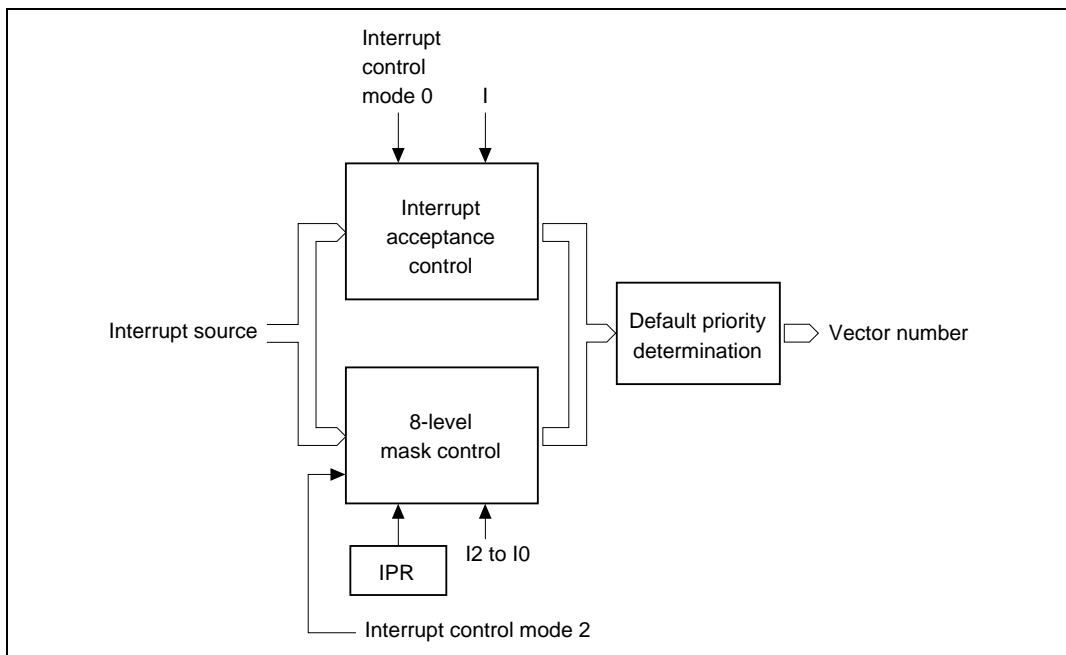 Interrupt
control
mode 0
I
Interrupt
acceptance
control
Interrupt source
Default priority
determination
Vector number
8-level
mask control
I2 to I0
IPR
Interrupt control mode 2